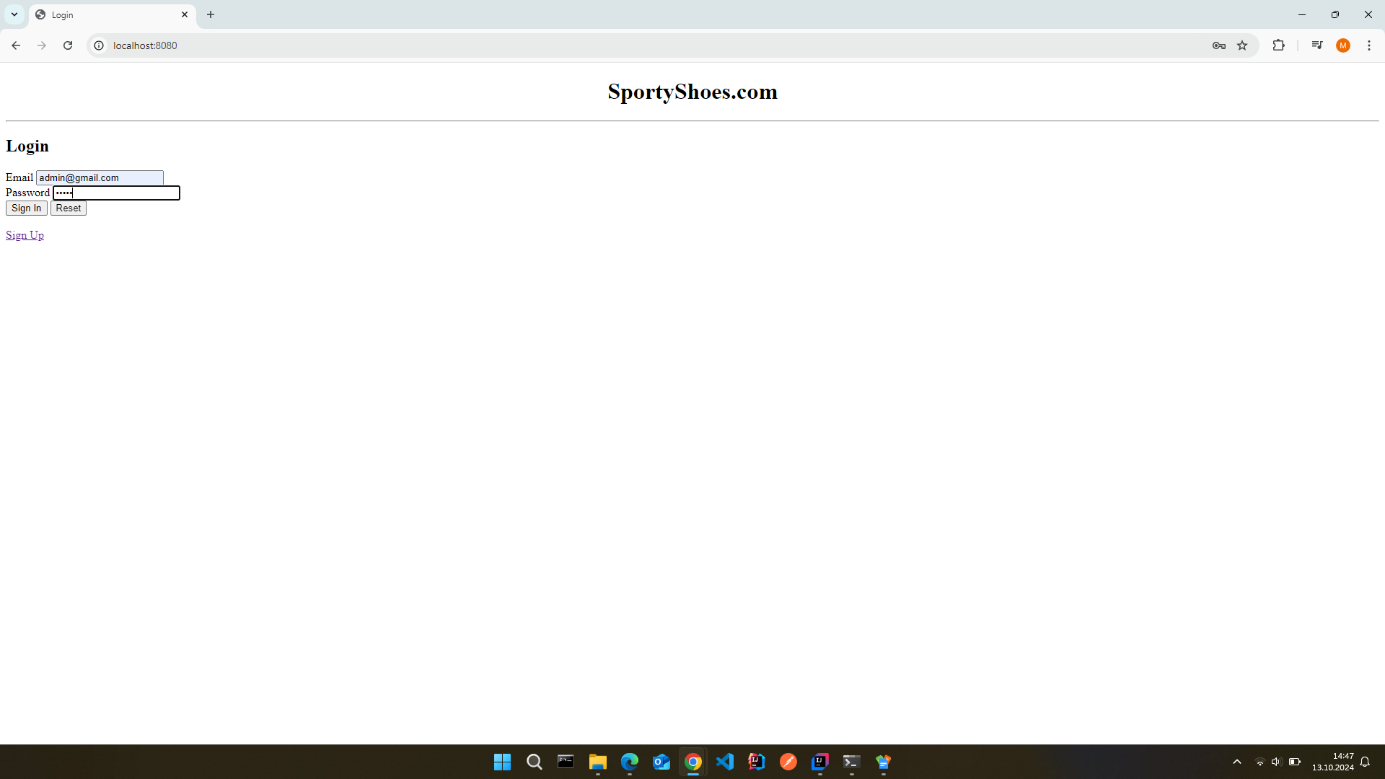 Login
localhost:8080
M
SportyShoes.com
Login
Email admin@gmail.com
Password •••••
Sign In Reset
Sign Up
14:47
13.10.2024